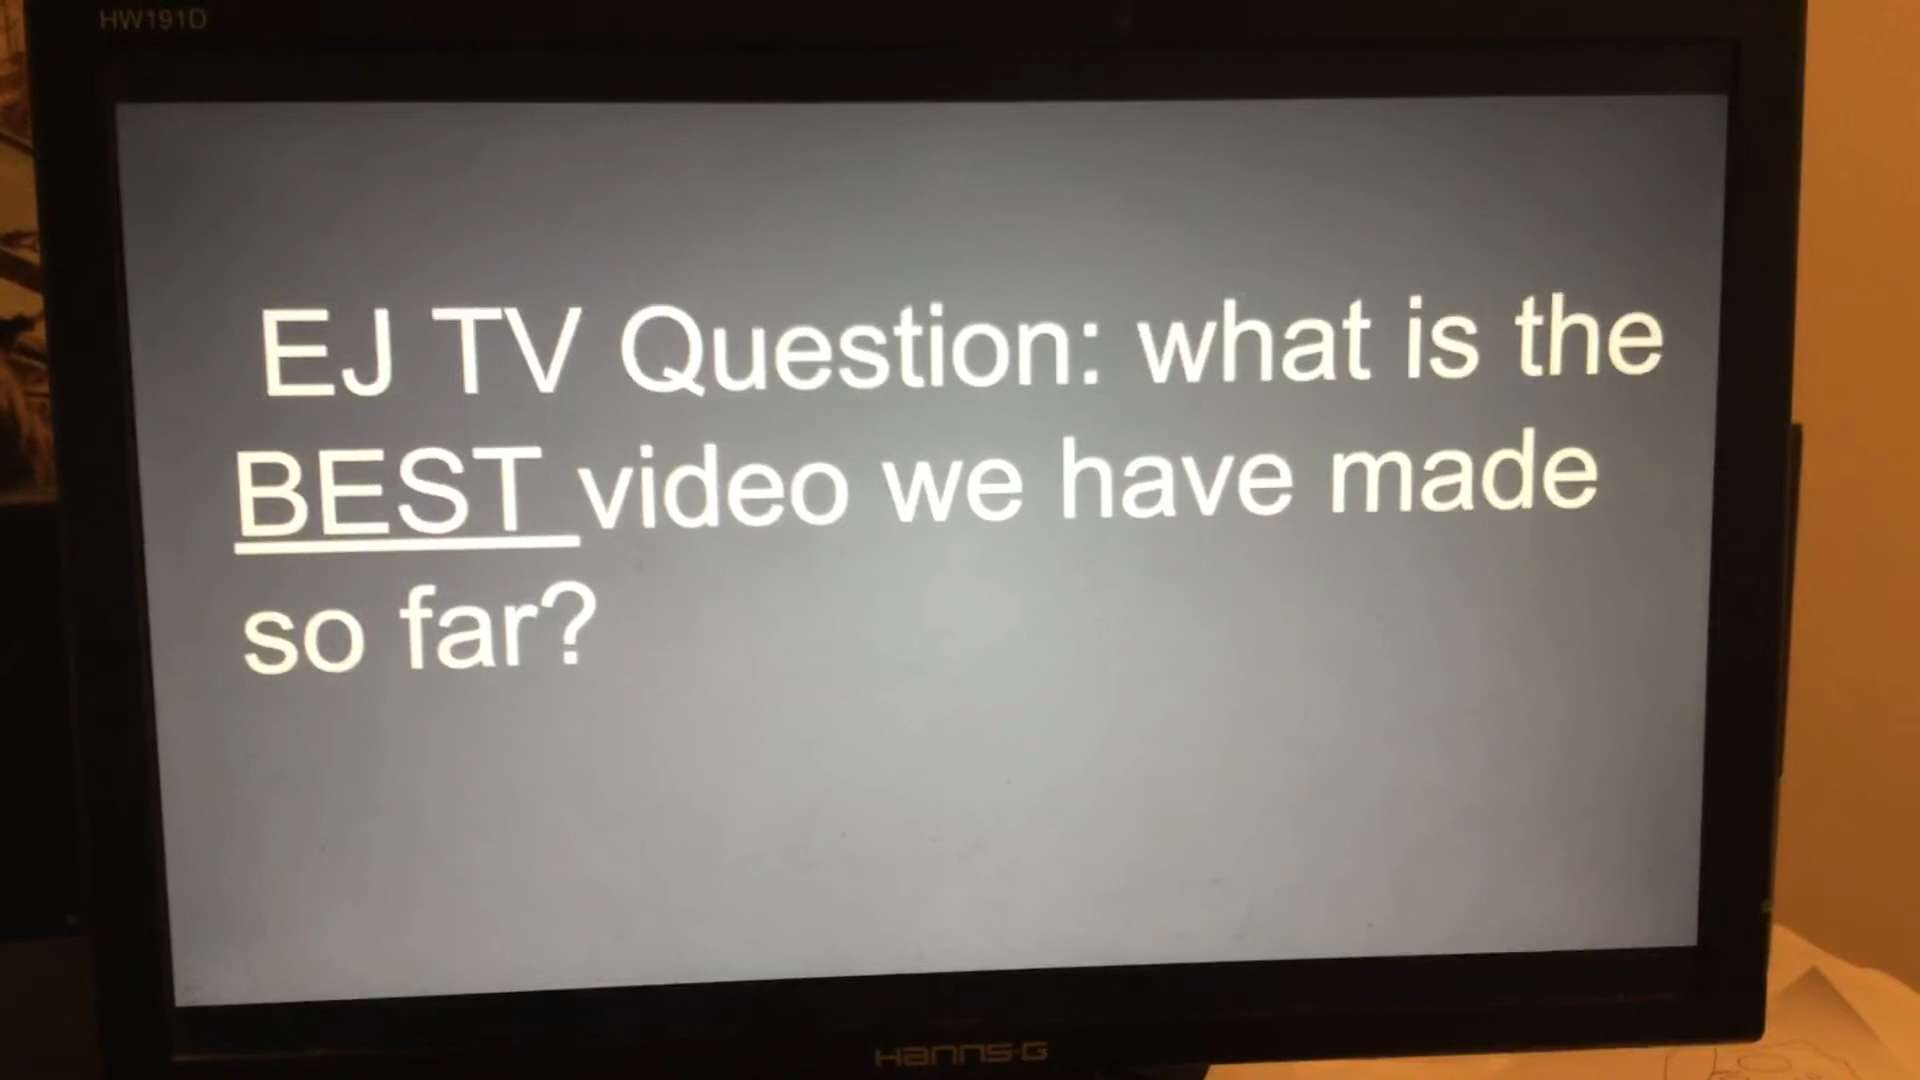 HW191D
EJ TV Question: what is the
BEST video we have made
so far?
HANNS·G